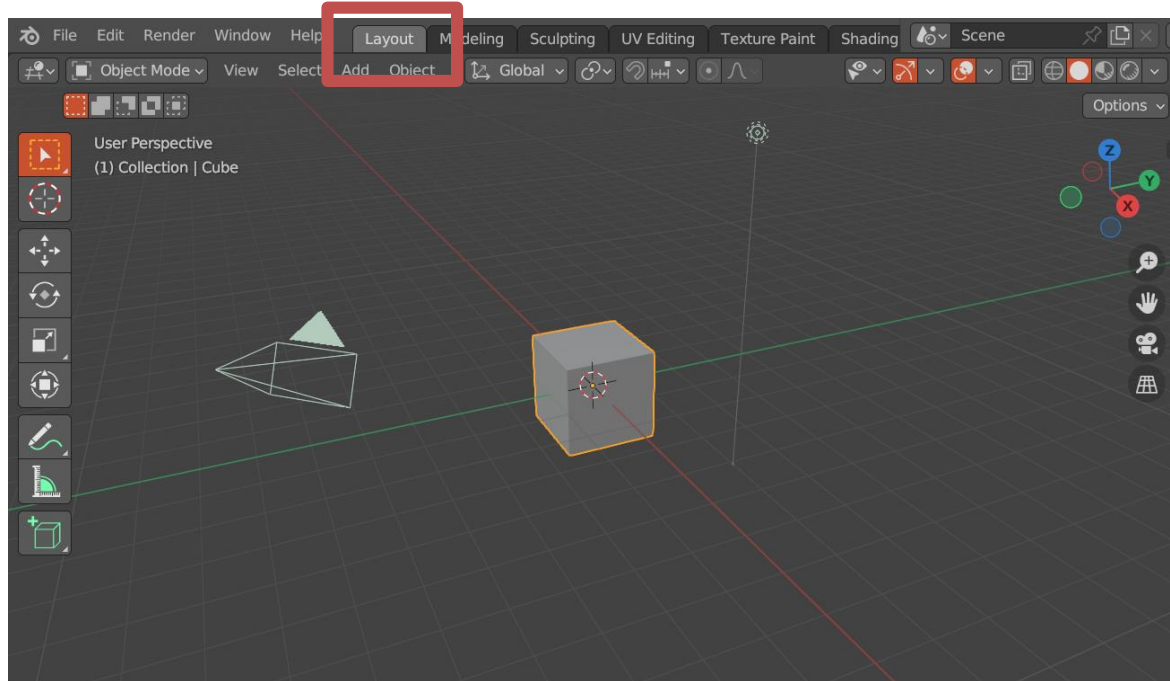 File Edit Render Window Help Layout Modeling Sculpting UV Editing Texture Paint Shading Scene
Object Mode View Select Add Object Global
Options
User Perspective
(1) Collection | Cube
Z
Y
X